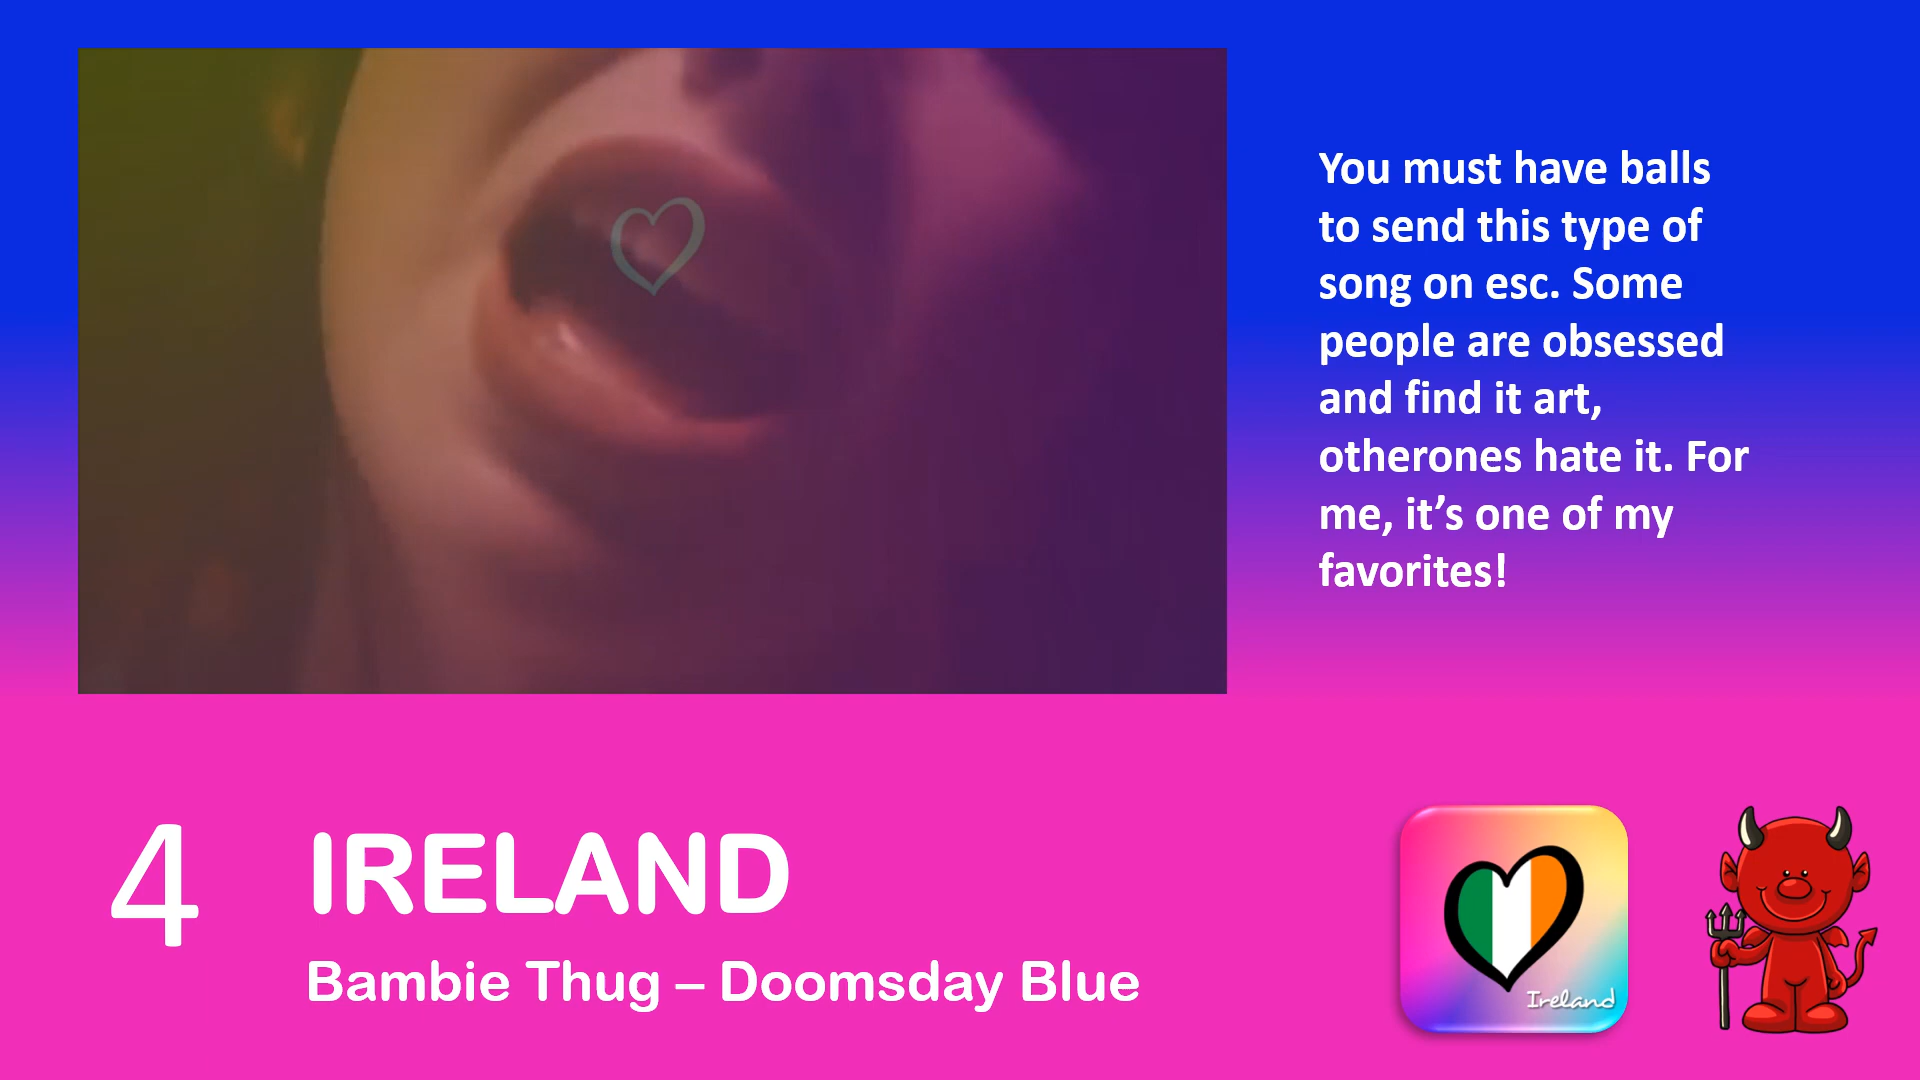 You must have balls
to send this type of
song on esc. Some
people are obsessed
and find it art,
otherones hate it. For
me, it’s one of my
favorites!
4
IRELAND
Bambie Thug – Doomsday Blue
Ireland